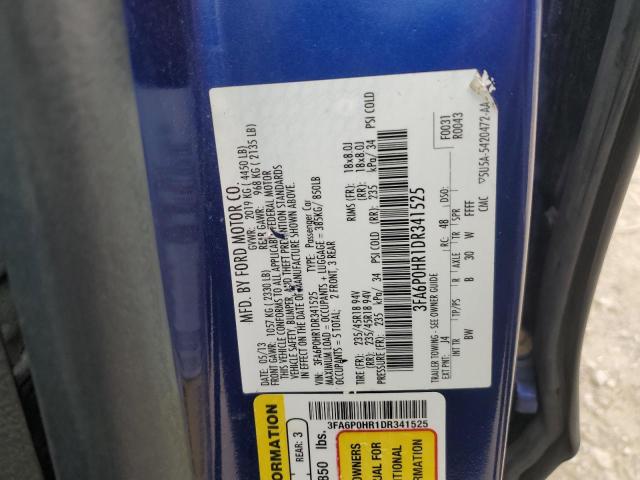 MFD. BY FORD MOTOR CO.
05/13
GVWR: 2019 KG ( 4450 LB)
FRONT GAWR: 1057 KG ( 2330 LB)
REAR GAWR: 968 KG ( 2135 LB)
THIS VEHICLE CONFORMS TO ALL APPLICABLE FEDERAL MOTOR
VEHICLE SAFETY, BUMPER, AND THEFT PREVENTION STANDARDS
IN EFFECT ON THE DATE OF MANUFACTURE SHOWN ABOVE.
VIN: 3FA6P0HR1DR341525 TYPE: Passenger Car
MAXIMUM LOAD = OCCUPANTS + LUGGAGE = 385KG/ 850LB
OCCUPANTS = 5 TOTAL: 2 FRONT, 3 REAR
TIRE (FR): 235/45R18 94V RIMS (FR): 18x8.0J
(RR): 235/45R18 94V (RR): 18x8.0J
PRESSURE (FR): 235 kPa/ 34 PSI COLD (RR): 235 kPa/ 34 PSI COLD
3FA6P0HR1DR341525
F0031
R0043
TRAILER TOWING - SEE OWNER GUIDE
EXT PNT: J4 RC: 48 DSO:
INT TR TP/PS R AXLE TR SPR
BW B 30 W FFFF
CMC 5U5A-5420472-AA
3FA6P0HR1DR341525
FORMATION
REAR: 3
850 lbs.
OWNERS
UAL FOR
ITIONAL
ORMATION